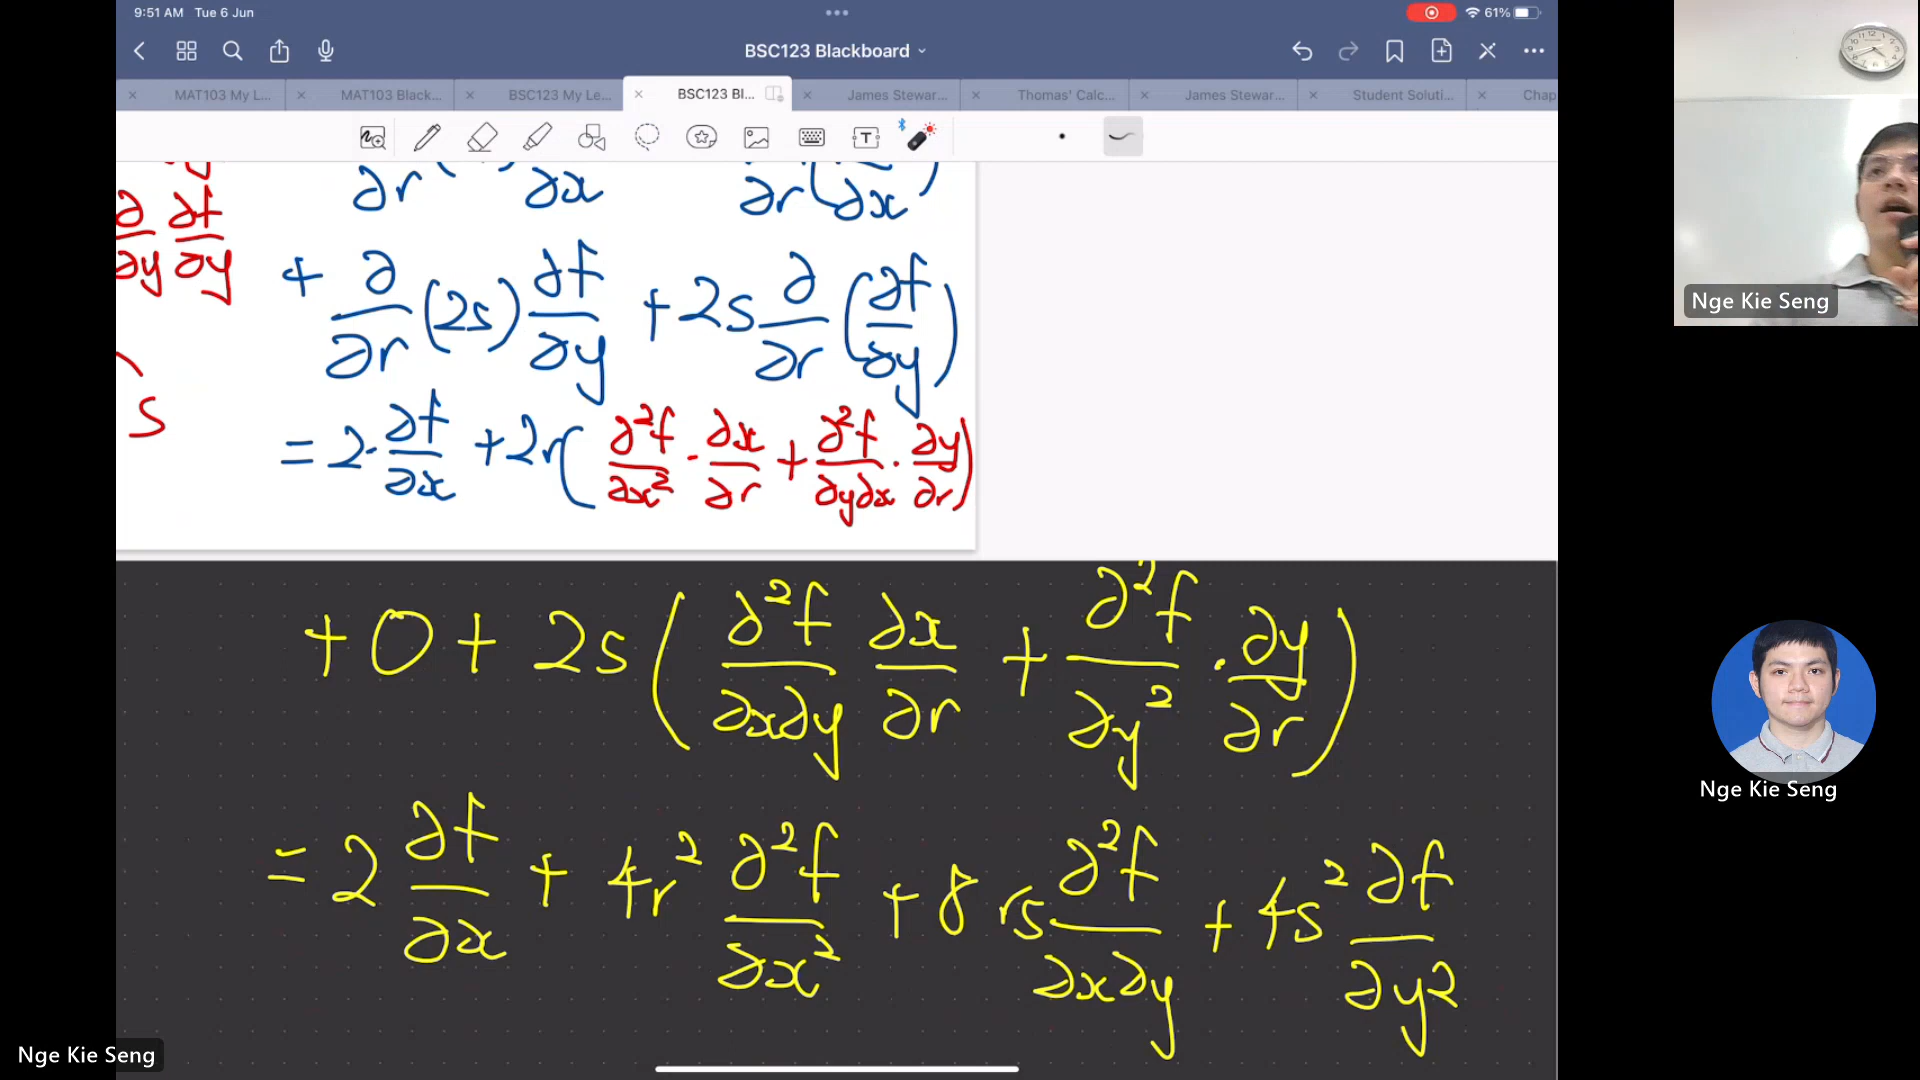 9:51 AM Tue 6 Jun
61%
BSC123 Blackboard
MAT103 My L...
MAT103 Black...
BSC123 My Le...
BSC123 Bl...
James Stewar...
Thomas' Calc...
James Stewar...
Student Soluti...
Chap
∂r ∂x ∂r(∂x)
∂/∂y ∂f/∂y
+ ∂/∂r (2s) ∂f/∂y + 2s ∂/∂r (∂f/∂y)
s
= 2·∂f/∂x + 2r(∂²f/∂x² · ∂x/∂r + ∂²f/∂y∂x · ∂y/∂r)
+ 0 + 2s(∂²f/∂x∂y ∂x/∂r + ∂²f/∂y² · ∂y/∂r)
= 2 ∂f/∂x + 4r² ∂²f/∂x² + 8rs ∂²f/∂x∂y + 4s² ∂f/∂y2
Nge Kie Seng
Nge Kie Seng
Nge Kie Seng